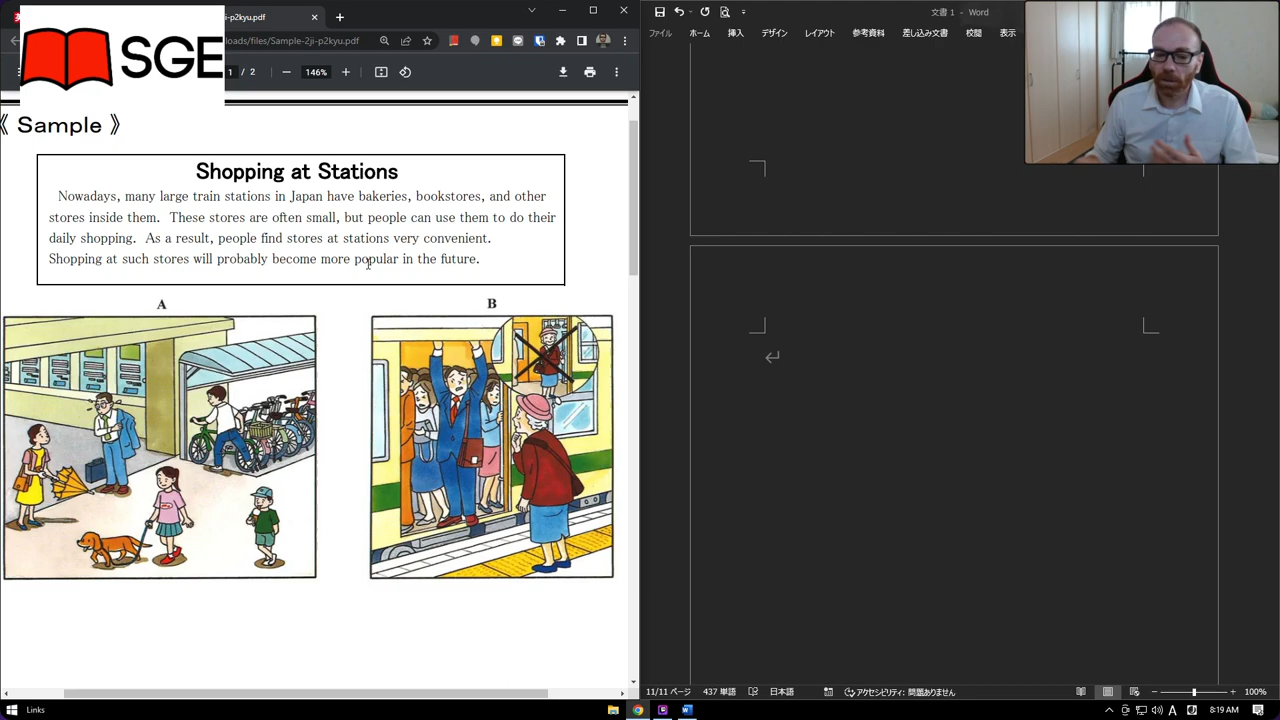 ji-p2kyu.pdf
文書 1 - Word
loads/files/Sample-2ji-p2kyu.pdf
ファイル ホーム 挿入 デザイン レイアウト 参考資料 差し込み文書 校閲 表示
SGE
1 / 2
146%
《 Sample 》
Shopping at Stations
Nowadays, many large train stations in Japan have bakeries, bookstores, and other
stores inside them. These stores are often small, but people can use them to do their
daily shopping. As a result, people find stores at stations very convenient.
Shopping at such stores will probably become more popular in the future.
A
B
11/11 ページ 437 単語 日本語 アクセシビリティ: 問題ありません 100%
Links
A
8:19 AM